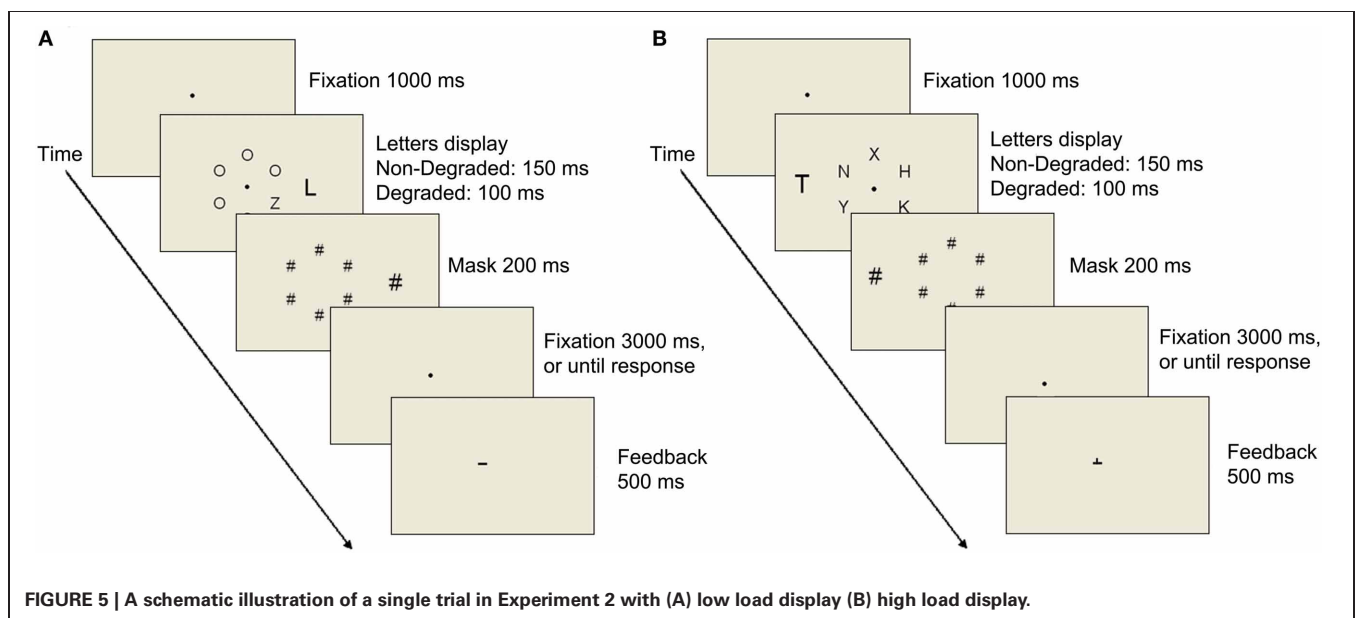 A
Fixation 1000 ms
Time
Letters display
Non-Degraded: 150 ms
Degraded: 100 ms
O
O O
L
O Z
Mask 200 ms
#
# #
#
# #
#
Fixation 3000 ms,
or until response
Feedback
500 ms
B
Fixation 1000 ms
Time
Letters display
Non-Degraded: 150 ms
Degraded: 100 ms
X
N H
T
Y K
Mask 200 ms
#
# #
#
# #
#
Fixation 3000 ms,
or until response
Feedback
500 ms
FIGURE 5 | A schematic illustration of a single trial in Experiment 2 with (A) low load display (B) high load display.